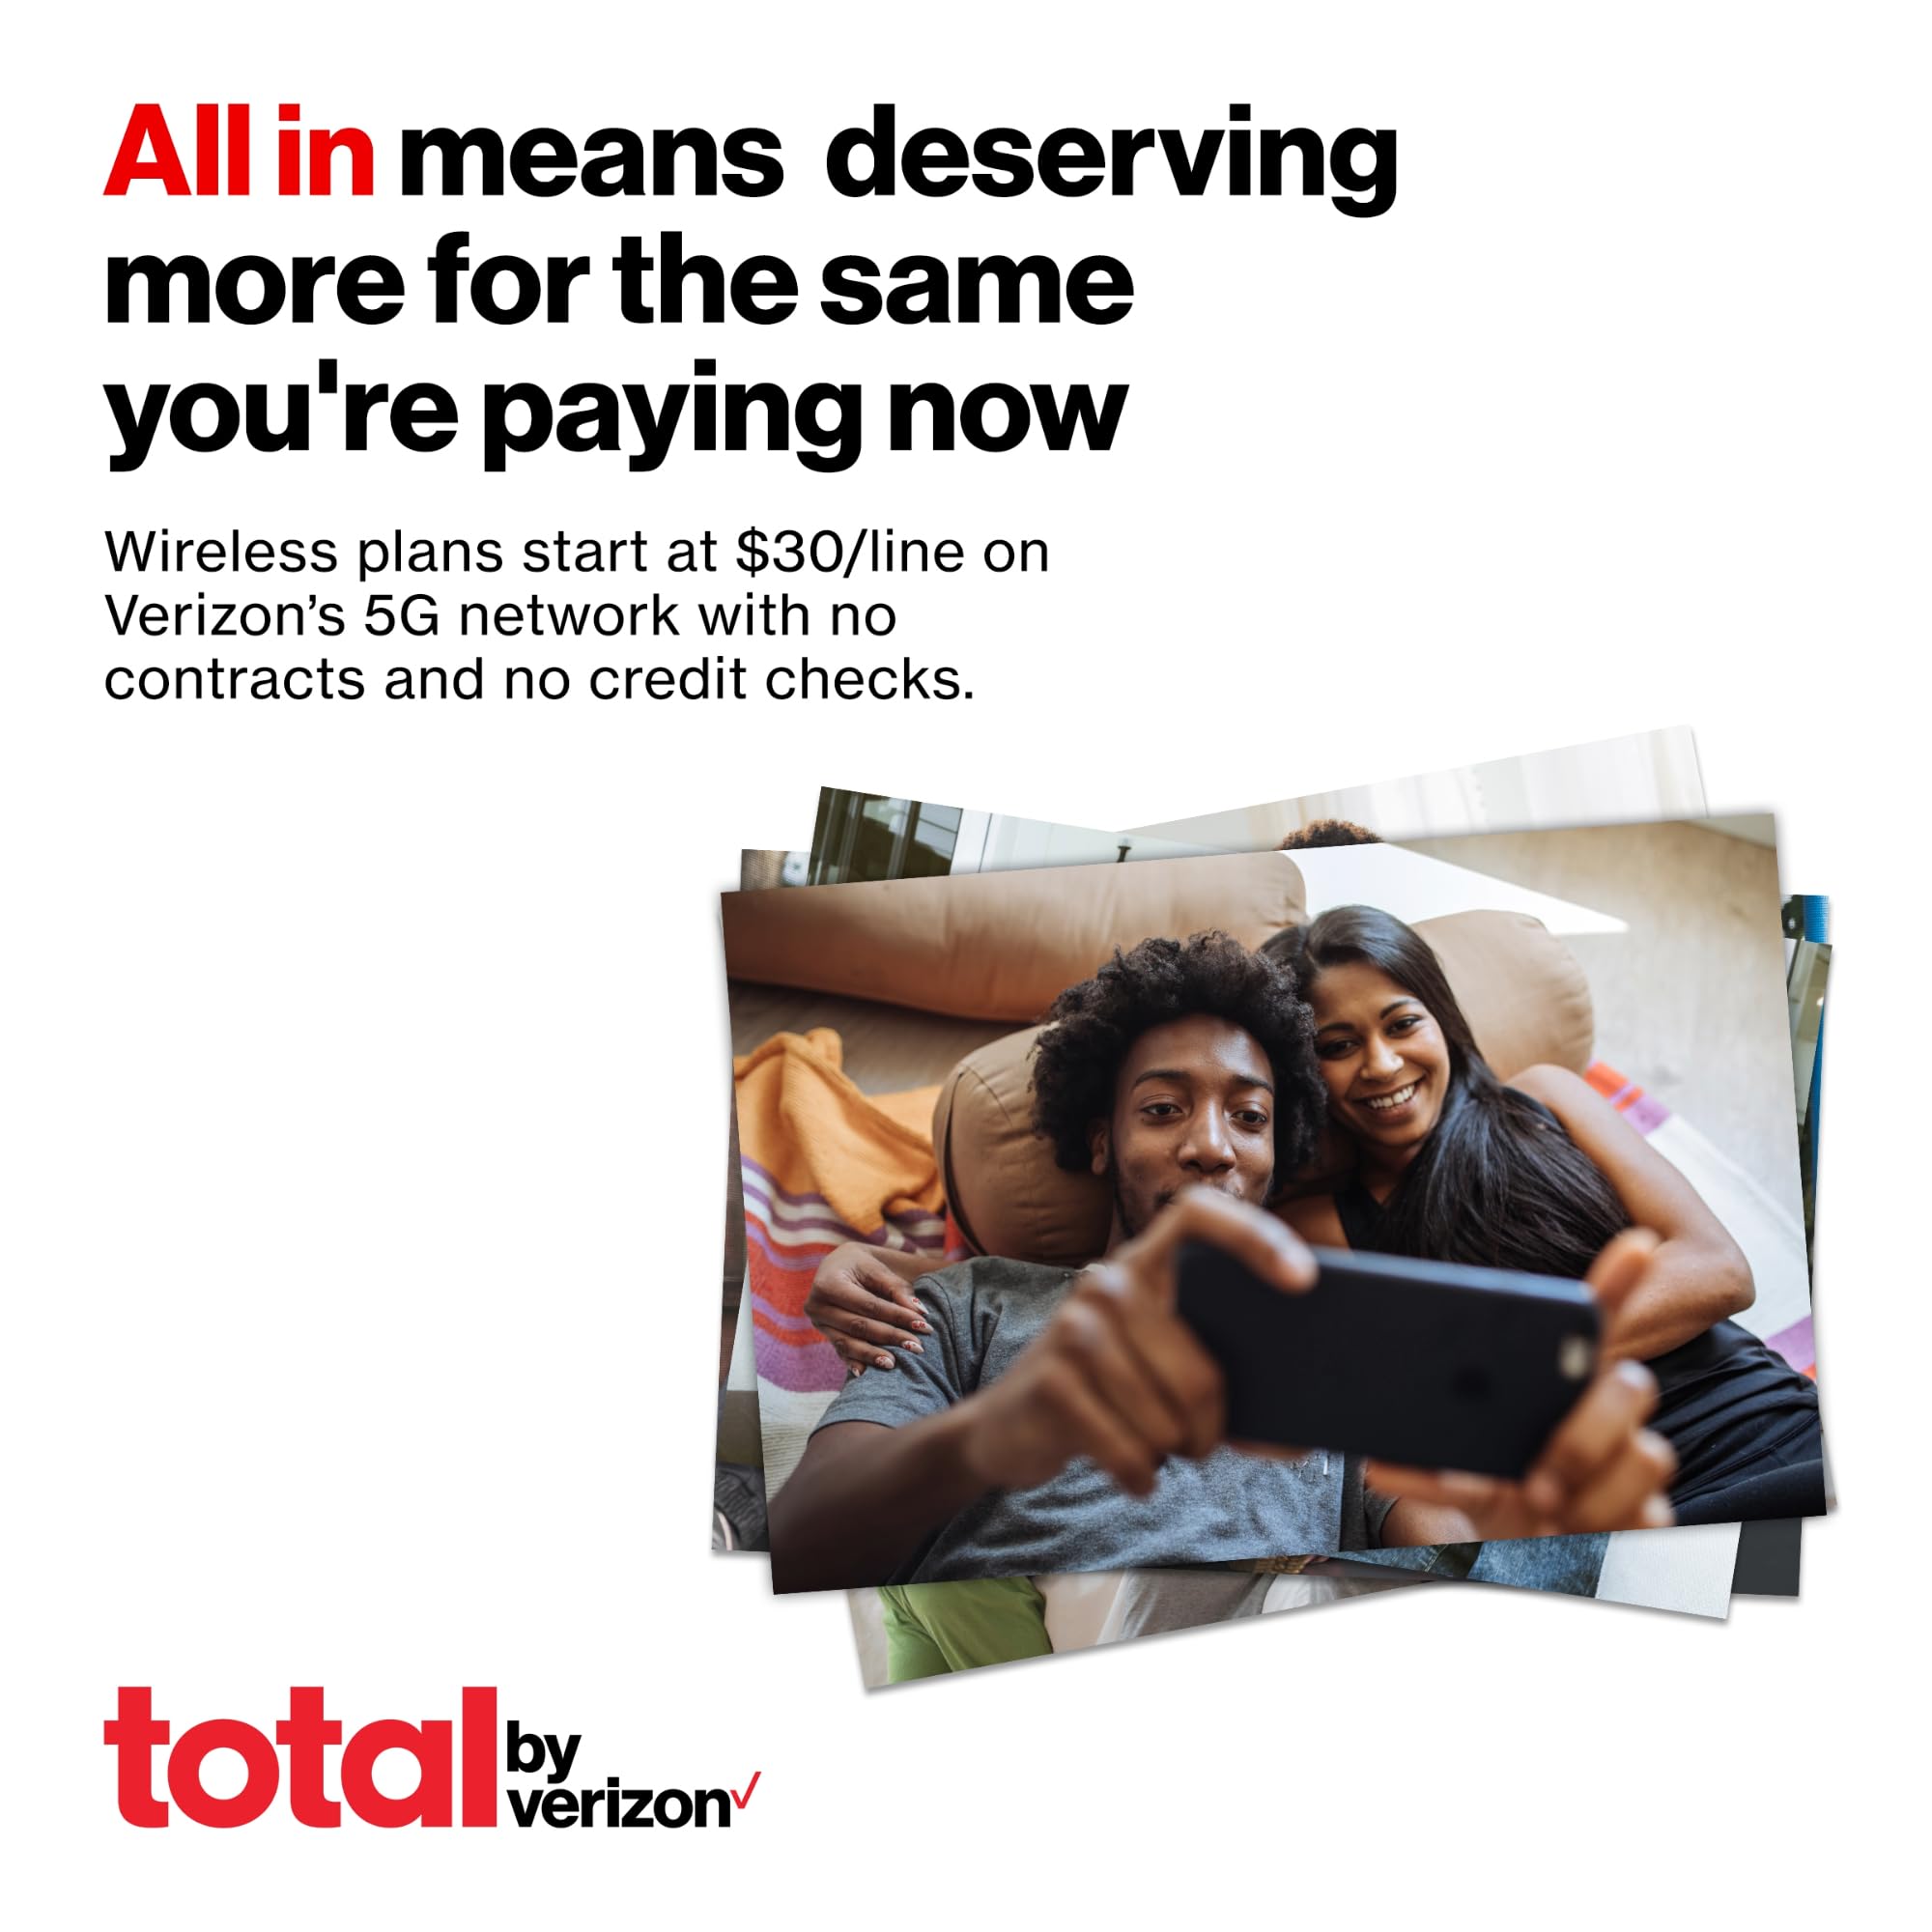 All in means deserving
more for the same
you're paying now
Wireless plans start at $30/line on
Verizon’s 5G network with no
contracts and no credit checks.
total by
verizon